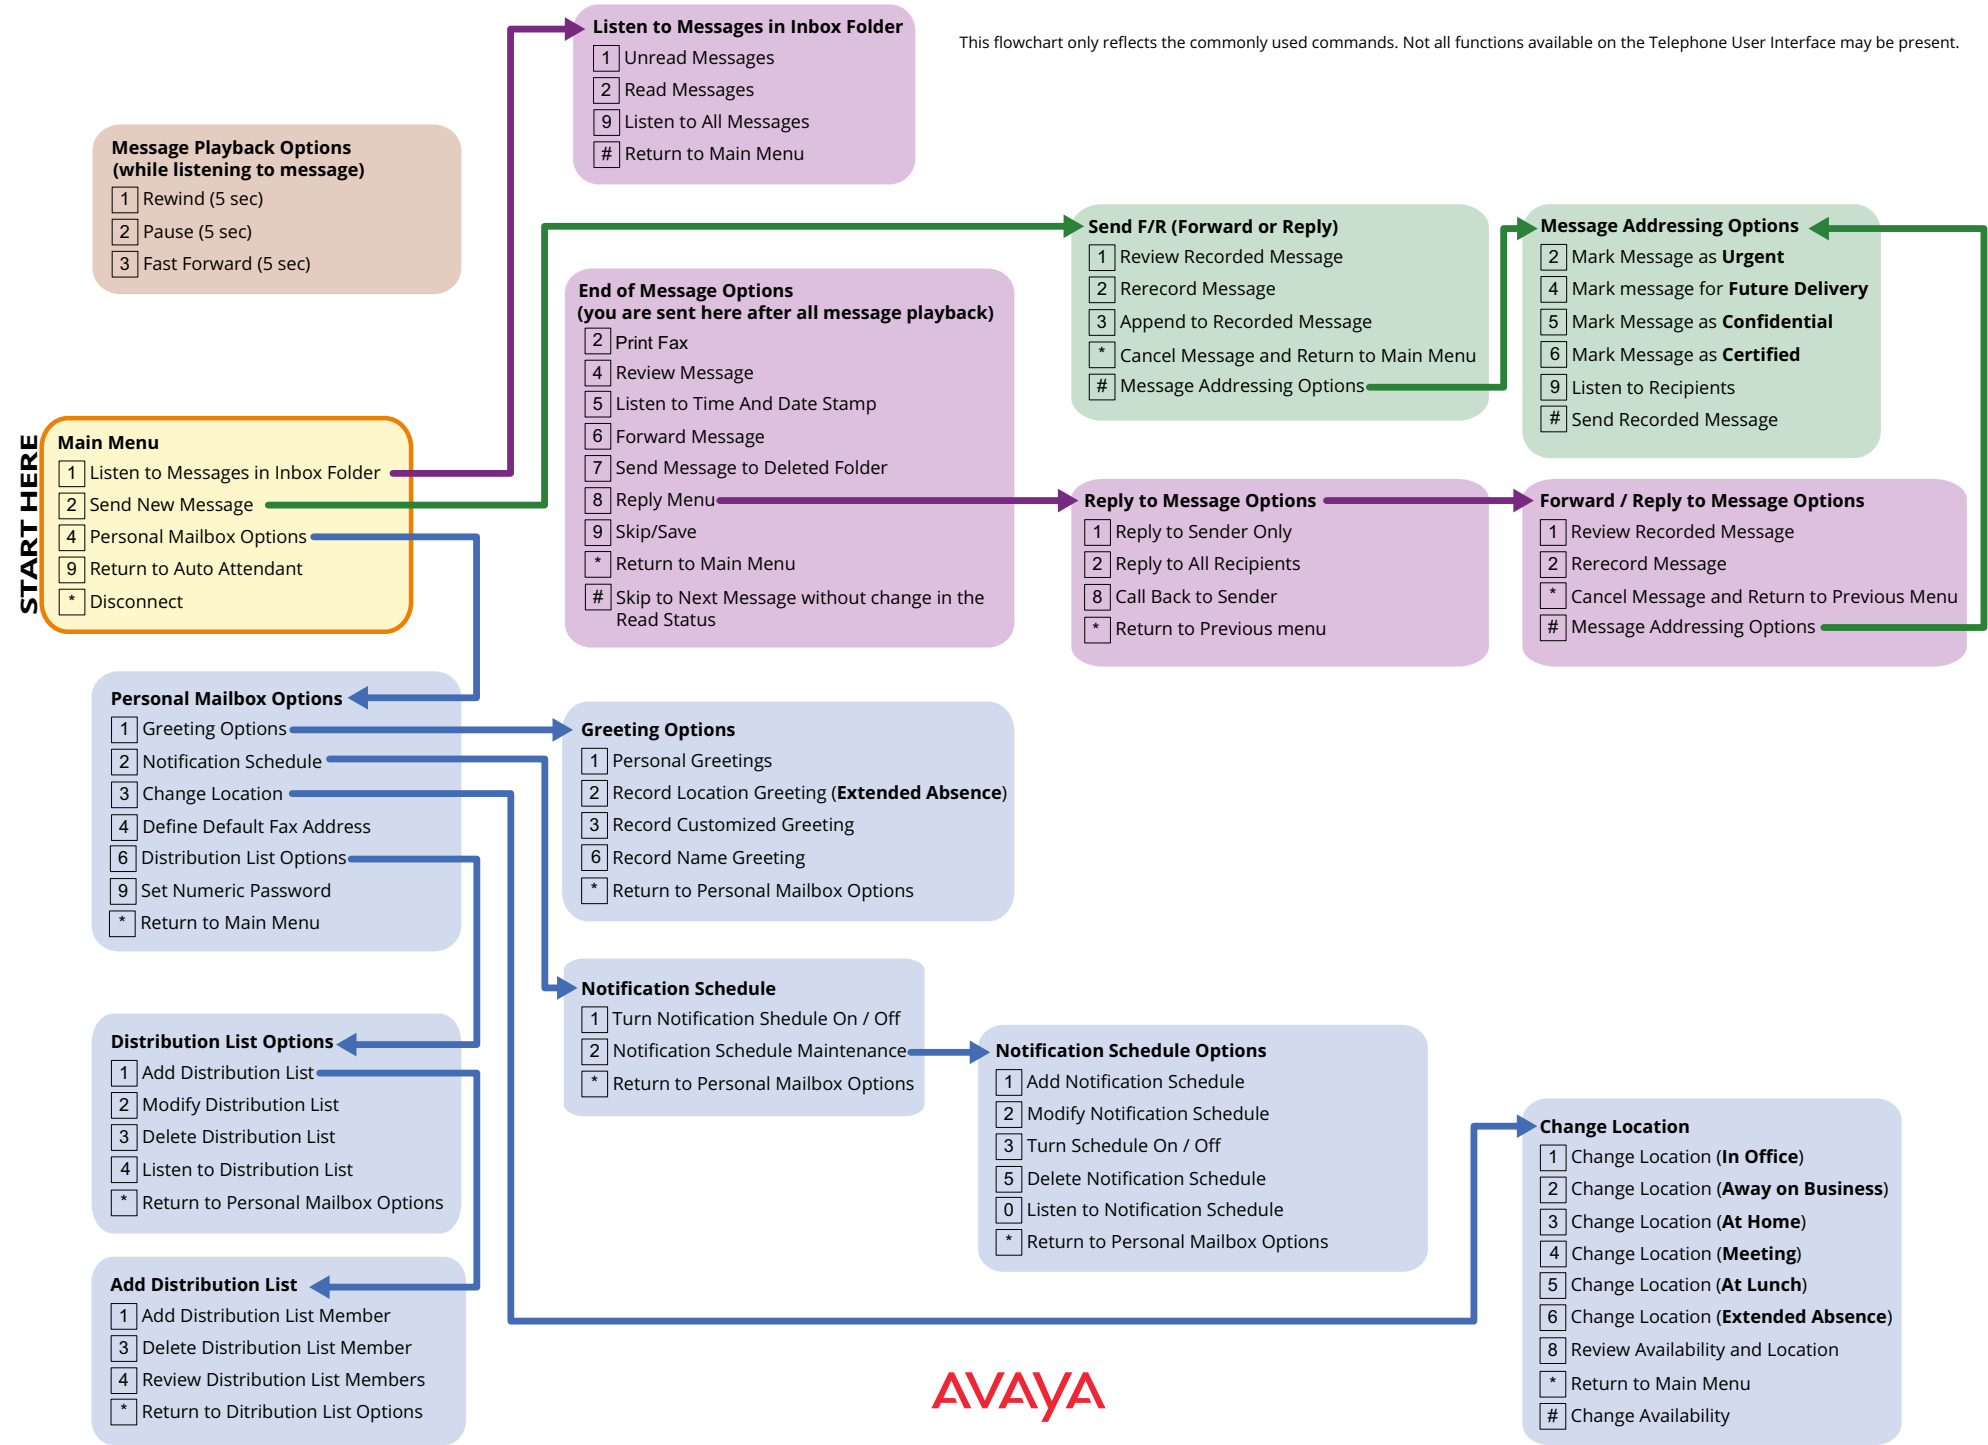 Listen to Messages in Inbox Folder
1 Unread Messages
2 Read Messages
9 Listen to All Messages
# Return to Main Menu
This flowchart only reflects the commonly used commands. Not all functions available on the Telephone User Interface may be present.
Message Playback Options
(while listening to message)
1 Rewind (5 sec)
2 Pause (5 sec)
3 Fast Forward (5 sec)
End of Message Options
(you are sent here after all message playback)
2 Print Fax
4 Review Message
5 Listen to Time And Date Stamp
6 Forward Message
7 Send Message to Deleted Folder
8 Reply Menu
9 Skip/Save
* Return to Main Menu
# Skip to Next Message without change in the
Read Status
Send F/R (Forward or Reply)
1 Review Recorded Message
2 Rerecord Message
3 Append to Recorded Message
* Cancel Message and Return to Main Menu
# Message Addressing Options
Message Addressing Options
2 Mark Message as Urgent
4 Mark message for Future Delivery
5 Mark Message as Confidential
6 Mark Message as Certified
9 Listen to Recipients
# Send Recorded Message
START HERE
Main Menu
1 Listen to Messages in Inbox Folder
2 Send New Message
4 Personal Mailbox Options
9 Return to Auto Attendant
* Disconnect
Reply to Message Options
1 Reply to Sender Only
2 Reply to All Recipients
8 Call Back to Sender
* Return to Previous menu
Forward / Reply to Message Options
1 Review Recorded Message
2 Rerecord Message
* Cancel Message and Return to Previous Menu
# Message Addressing Options
Personal Mailbox Options
1 Greeting Options
2 Notification Schedule
3 Change Location
4 Define Default Fax Address
6 Distribution List Options
9 Set Numeric Password
* Return to Main Menu
Greeting Options
1 Personal Greetings
2 Record Location Greeting (Extended Absence)
3 Record Customized Greeting
6 Record Name Greeting
* Return to Personal Mailbox Options
Notification Schedule
1 Turn Notification Shedule On / Off
2 Notification Schedule Maintenance
* Return to Personal Mailbox Options
Distribution List Options
1 Add Distribution List
2 Modify Distribution List
3 Delete Distribution List
4 Listen to Distribution List
* Return to Personal Mailbox Options
Notification Schedule Options
1 Add Notification Schedule
2 Modify Notification Schedule
3 Turn Schedule On / Off
5 Delete Notification Schedule
0 Listen to Notification Schedule
* Return to Personal Mailbox Options
Change Location
1 Change Location (In Office)
2 Change Location (Away on Business)
3 Change Location (At Home)
4 Change Location (Meeting)
5 Change Location (At Lunch)
6 Change Location (Extended Absence)
8 Review Availability and Location
* Return to Main Menu
# Change Availability
Add Distribution List
1 Add Distribution List Member
3 Delete Distribution List Member
4 Review Distribution List Members
* Return to Ditribution List Options
AVAYA